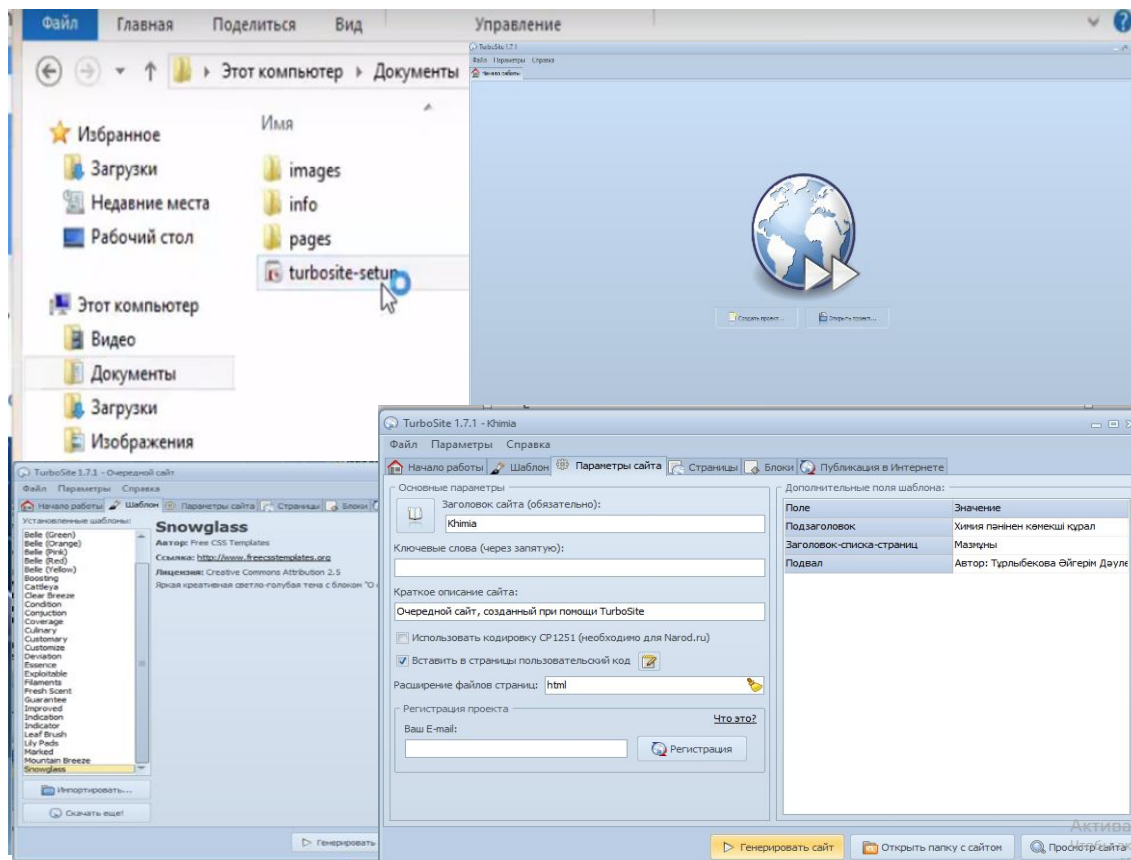 Файл Главная Поделиться Вид Управление
Этот компьютер Документы
Имя
Избранное
Загрузки
Недавние места
Рабочий стол
Этот компьютер
Видео
Документы
Загрузки
Изображения
images
info
pages
turbosite-setup
TurboSite 1.7.1
Файл Параметры Справка
Начало работы
Создать проект... Открыть проект...
TurboSite 1.7.1 - Очередной сайт
Файл Параметры Справка
Начало работы Шаблон Параметры сайта Страницы Блоки
Установленные шаблоны:
Belle (Green)
Belle (Orange)
Belle (Pink)
Belle (Red)
Belle (Yellow)
Boosting
Cattleya
Clear Breeze
Condition
Conjuction
Coverage
Culinary
Customary
Customize
Deviation
Essence
Exploitable
Filaments
Fresh Scent
Guarantee
Improved
Indication
Indicator
Leaf Brush
Lily Pads
Marked
Mountain Breeze
Snowglass
Импортировать...
Скачать еще!
Snowglass
Автор: Free CSS Templates
Ссылка: http://www.freecsstemplates.org
Лицензия: Creative Commons Attribution 2.5
Яркая креативная светло-голубая тема с блоком "О
Генерировать
TurboSite 1.7.1 - Khimia
Файл Параметры Справка
Начало работы Шаблон Параметры сайта Страницы Блоки Публикация в Интернете
Основные параметры
Заголовок сайта (обязательно):
Khimia
Ключевые слова (через запятую):
Краткое описание сайта:
Очередной сайт, созданный при помощи TurboSite
Использовать кодировку CP1251 (необходимо для Narod.ru)
Вставить в страницы пользовательский код
Расширение файлов страниц: html
Регистрация проекта
Что это?
Ваш E-mail:
Регистрация
Дополнительные поля шаблона:
Поле Значение
Подзаголовок Химия пәнінен көмекші құрал
Заголовок-списка-страниц Мазмұны
Подвал Автор: Тұрлыбекова Әйгерім Дәуле
Актива
Генерировать сайт Открыть папку с сайтом Просмотр сайта